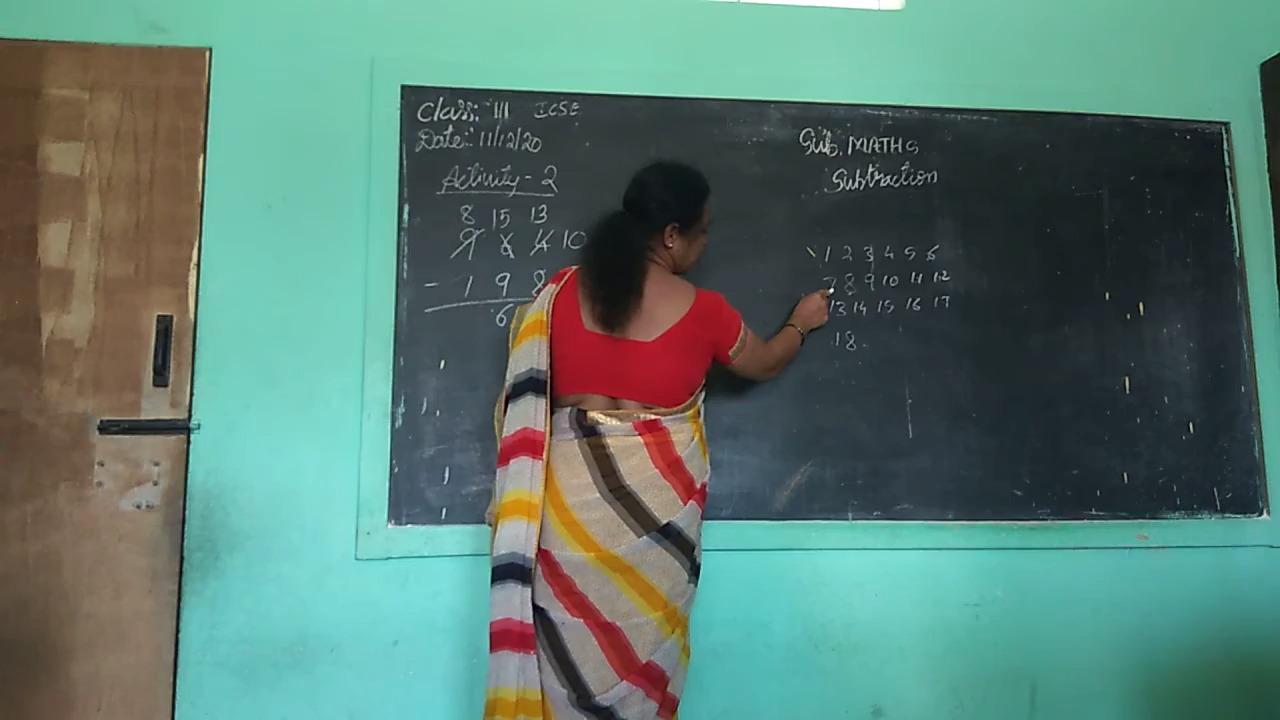 Class: III ICSE
Date: 11/12/20
Sub. MATHS
Subtraction
Activity - 2
8 15 13
9 6 4 10
- 1 9 8
6
1 2 3 4 5 6
7 8 9 10 11 12
13 14 15 16 17
18